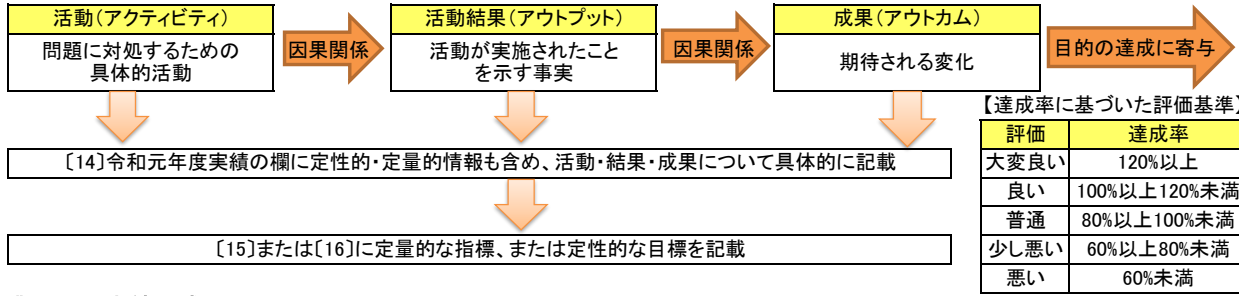 活動(アクティビティ)
問題に対処するための
具体的活動
因果関係
活動結果(アウトプット)
活動が実施されたこと
を示す事実
因果関係
成果(アウトカム)
期待される変化
目的の達成に寄与
〔14〕令和元年度実績の欄に定性的・定量的情報も含め、活動・結果・成果について具体的に記載
〔15〕または〔16〕に定量的な指標、または定性的な目標を記載
【達成率に基づいた評価基準】
評価 達成率
大変良い 120%以上
良い 100%以上120%未満
普通 80%以上100%未満
少し悪い 60%以上80%未満
悪い 60%未満